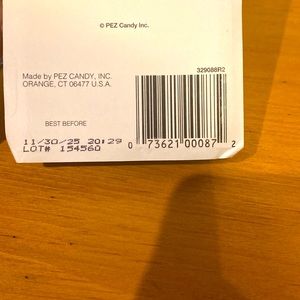 © PEZ Candy Inc.
329088R2
Made by PEZ CANDY, INC.
ORANGE, CT 06477 U.S.A.
BEST BEFORE
11/30/25 20:29
LOT# 154560
0 73621 00087 2